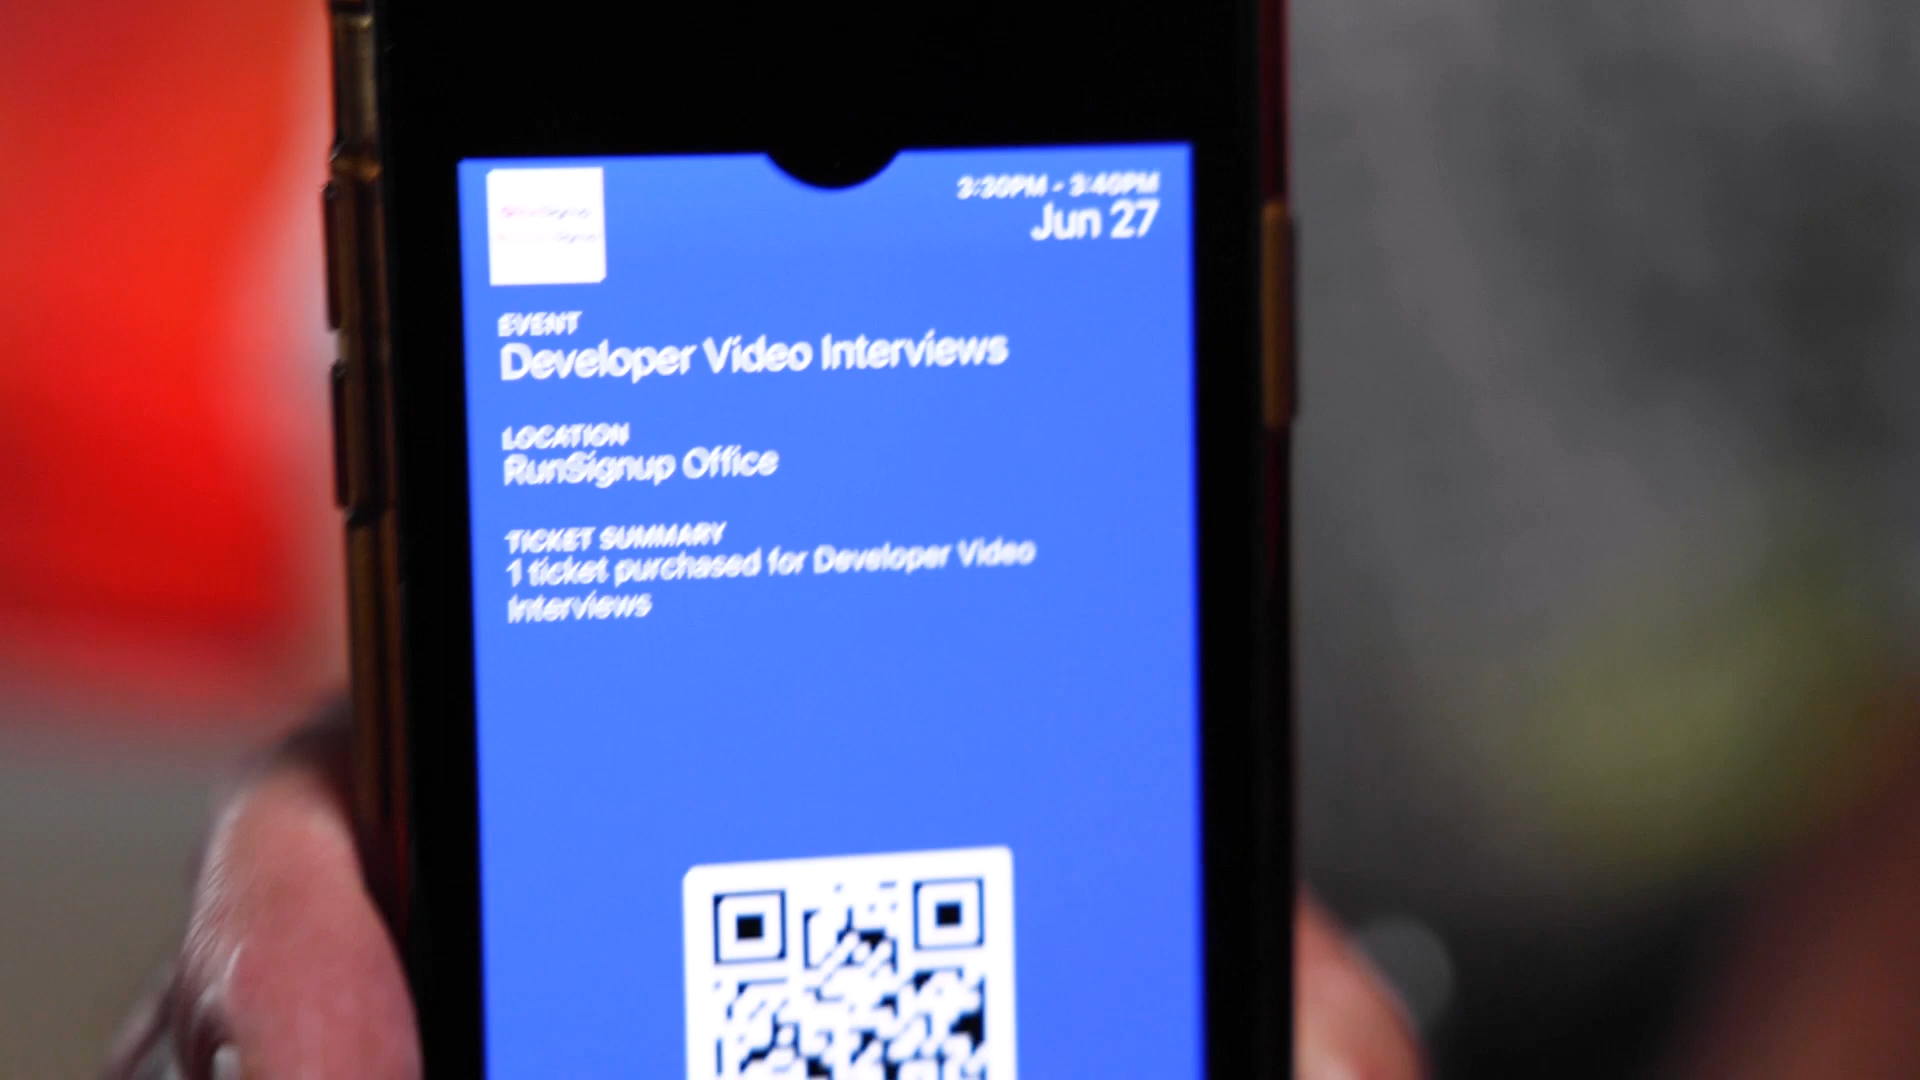 3:30PM - 3:40PM
Jun 27
EVENT
Developer Video Interviews
LOCATION
RunSignup Office
TICKET SUMMARY
1 ticket purchased for Developer Video
Interviews